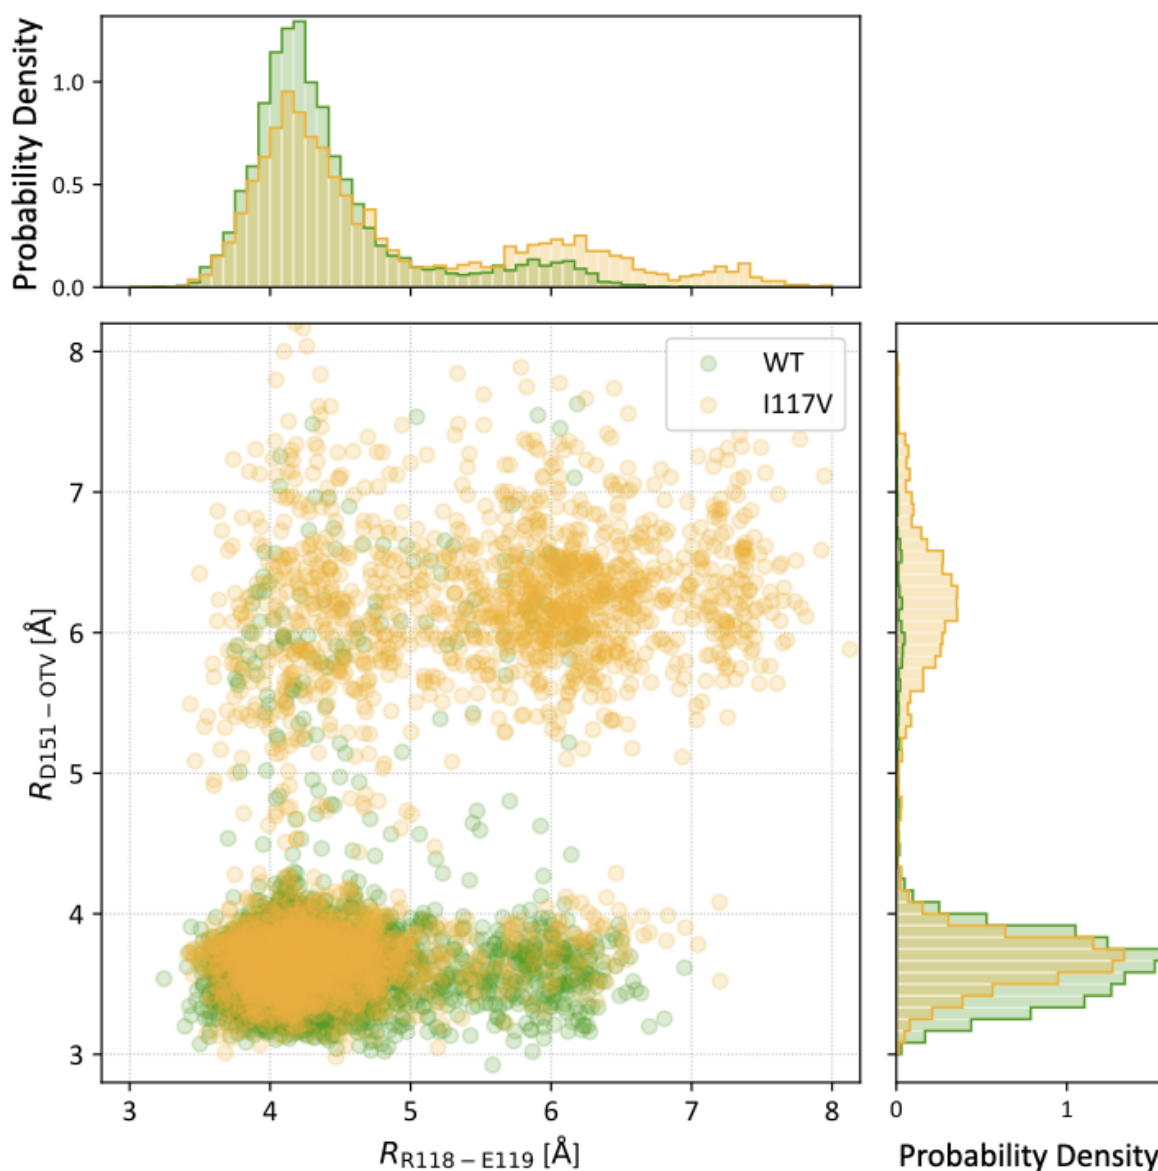 Probability Density
1.0
0.5
0.0
WT
I117V
8
7
6
5
4
3
R_D151−OTV [Å]
3 4 5 6 7 8
R_R118−E119 [Å]
0 1
Probability Density